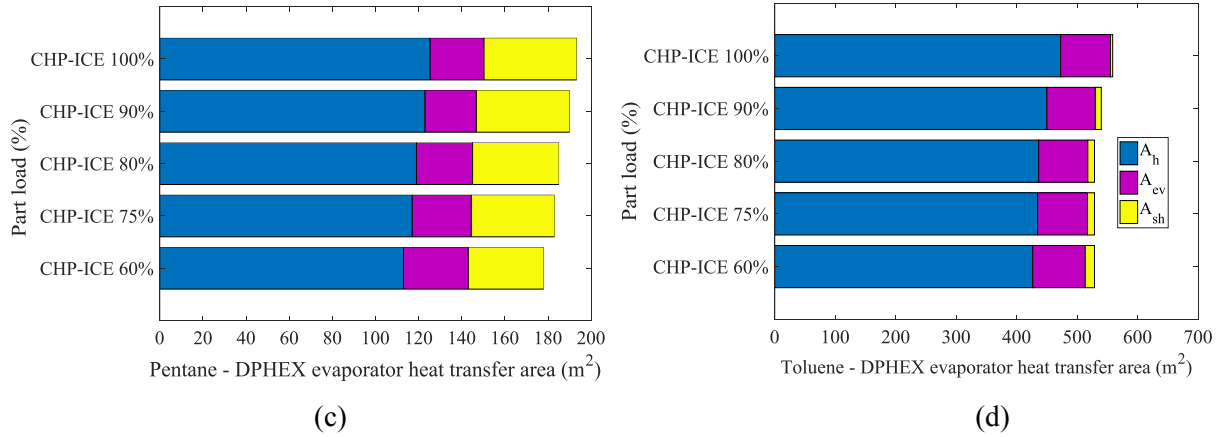 Part load (%)
CHP-ICE 100%
CHP-ICE 90%
CHP-ICE 80%
CHP-ICE 75%
CHP-ICE 60%
0 20 40 60 80 100 120 140 160 180 200
Pentane - DPHEX evaporator heat transfer area (m²)
(c)
Part load (%)
CHP-ICE 100%
CHP-ICE 90%
CHP-ICE 80%
CHP-ICE 75%
CHP-ICE 60%
A_h
A_ev
A_sh
0 100 200 300 400 500 600 700
Toluene - DPHEX evaporator heat transfer area (m²)
(d)